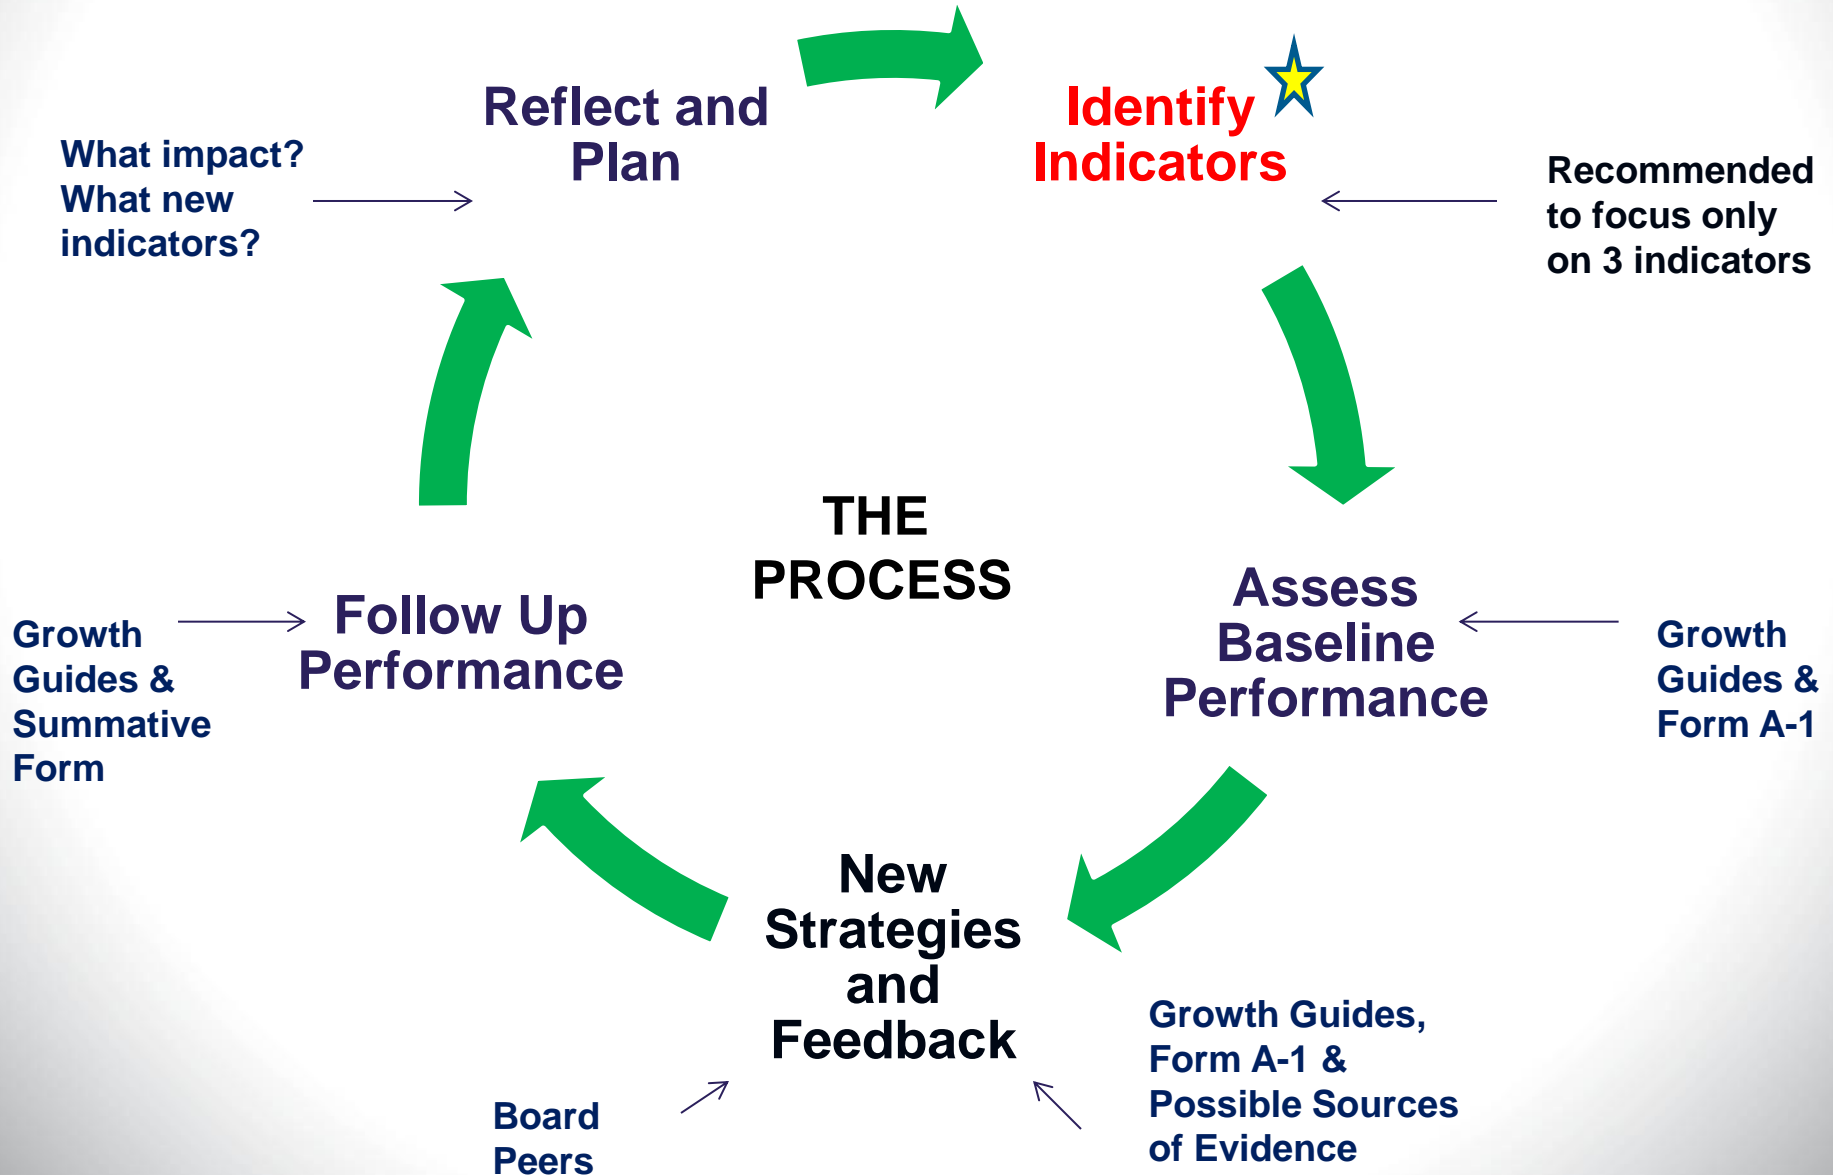 Reflect and
Plan
Identify
Indicators
What impact?
What new
indicators?
Recommended
to focus only
on 3 indicators
THE
PROCESS
Assess
Baseline
Performance
Growth
Guides &
Form A-1
Follow Up
Performance
Growth
Guides &
Summative
Form
New
Strategies
and
Feedback
Growth Guides,
Form A-1 &
Possible Sources
of Evidence
Board
Peers